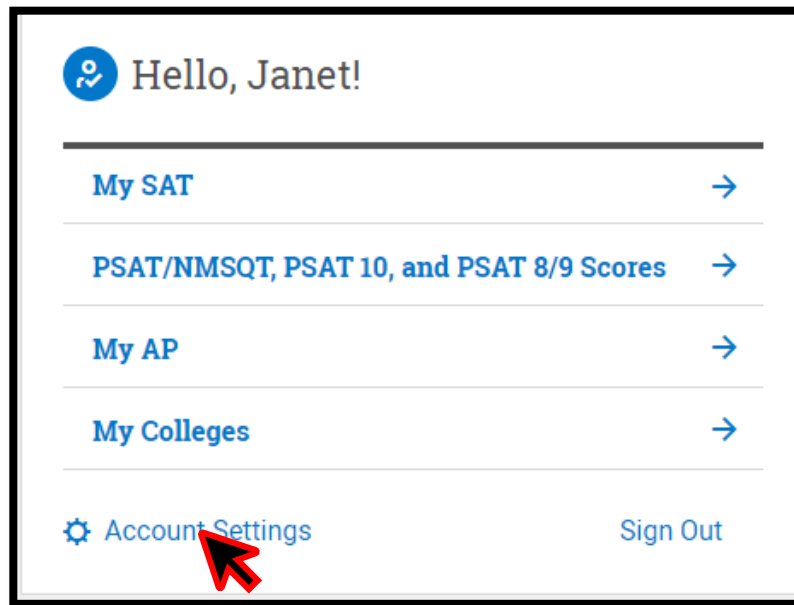 Hello, Janet!
My SAT
PSAT/NMSQT, PSAT 10, and PSAT 8/9 Scores
My AP
My Colleges
Account Settings
Sign Out